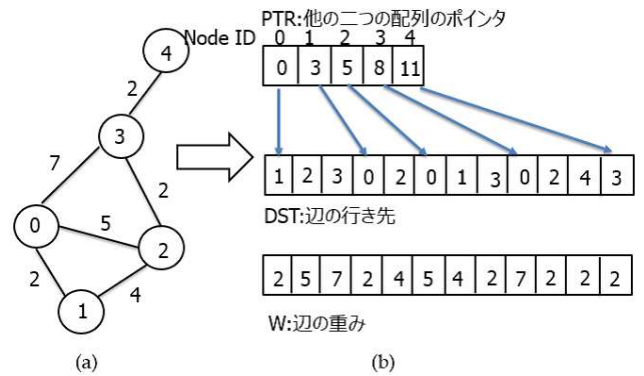 PTR:他の二つの配列のポインタ
Node ID 0 1 2 3 4
0 3 5 8 11
1 2 3 0 2 0 1 3 0 2 4 3
DST:辺の行き先
2 5 7 2 4 5 4 2 7 2 2 2
W:辺の重み
(b)
4
2
3
7
2
0
5
2
2
4
1
(a)